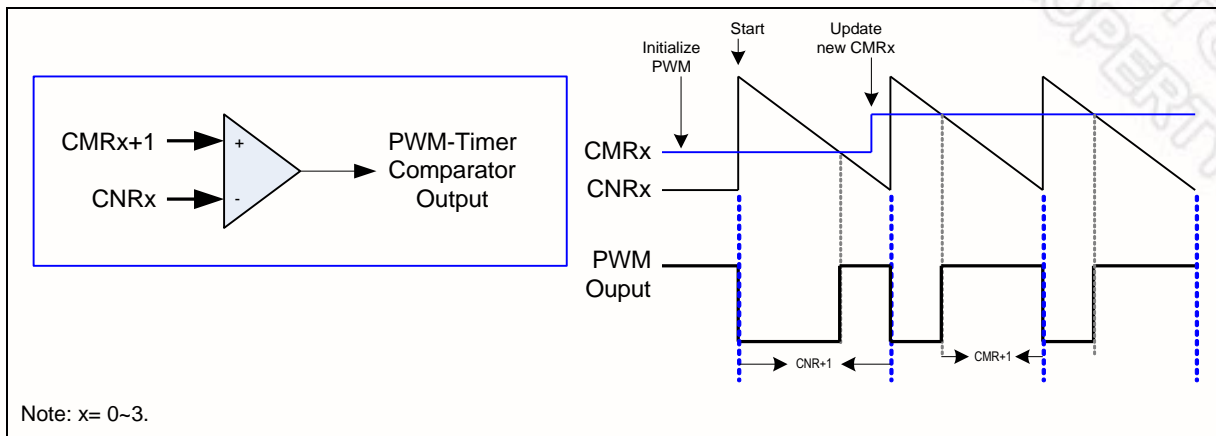 CMRx+1
CNRx
+
-
PWM-Timer
Comparator
Output
Start
Initialize
PWM
Update
new CMRx
CMRx
CNRx
PWM
Ouput
CNR+1
CMR+1
Note: x= 0~3.